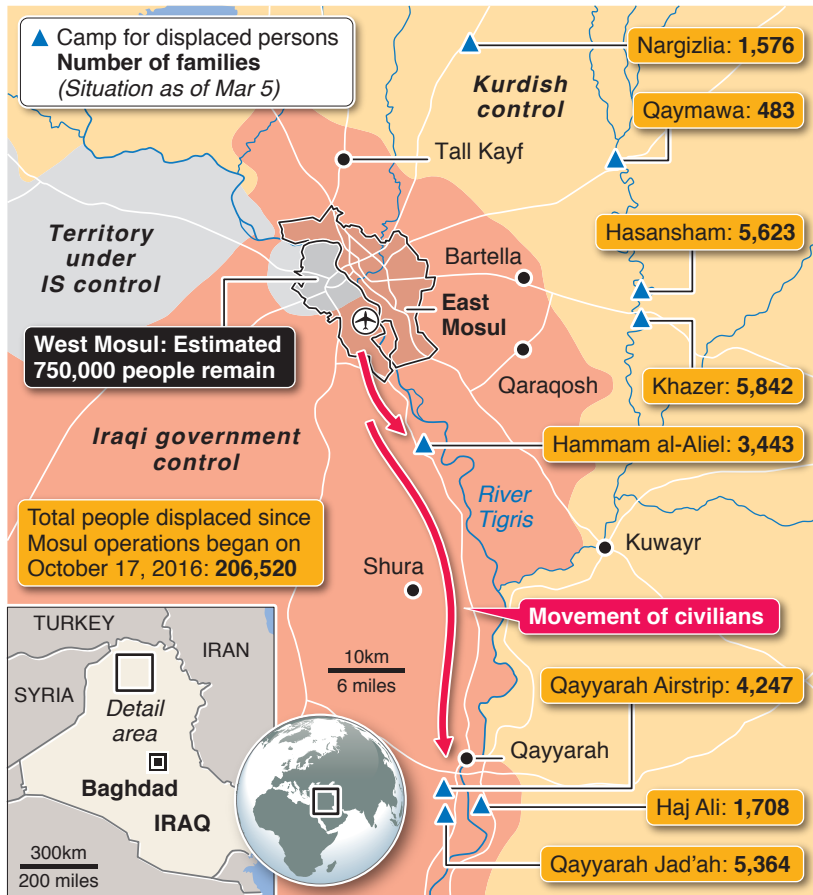 Camp for displaced persons
Number of families
(Situation as of Mar 5)
Nargizlia: 1,576
Kurdish
control
Qaymawa: 483
Tall Kayf
Territory
under
IS control
Hasansham: 5,623
Bartella
East
Mosul
West Mosul: Estimated
750,000 people remain
Qaraqosh
Khazer: 5,842
Iraqi government
control
Hammam al-Aliel: 3,443
River
Tigris
Total people displaced since
Mosul operations began on
October 17, 2016: 206,520
Kuwayr
Shura
Movement of civilians
10km
6 miles
Qayyarah Airstrip: 4,247
Qayyarah
Haj Ali: 1,708
Qayyarah Jad'ah: 5,364
TURKEY
IRAN
SYRIA
Detail
area
Baghdad
IRAQ
300km
200 miles